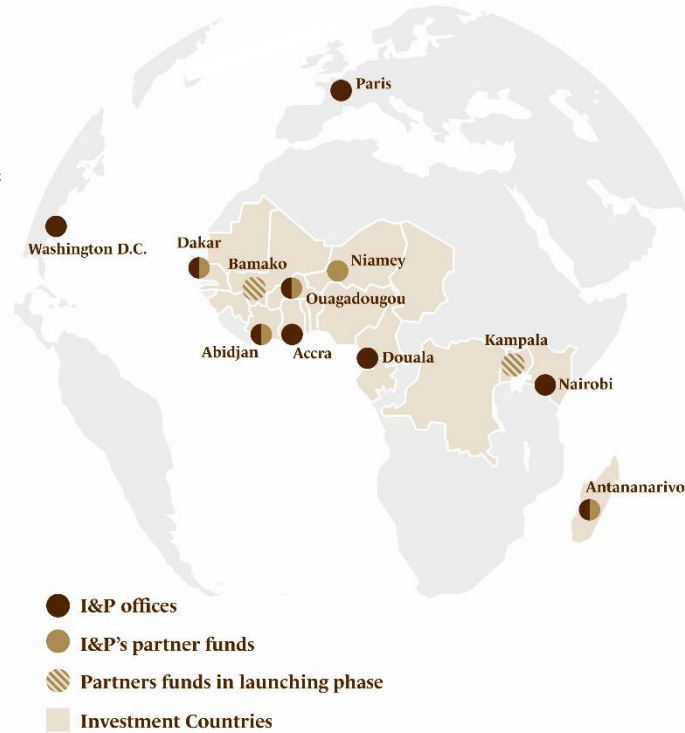 Paris
Washington D.C.
Dakar
Bamako
Niamey
Ouagadougou
Abidjan
Accra
Douala
Kampala
Nairobi
Antananarivo
I&P offices
I&P's partner funds
Partners funds in launching phase
Investment Countries